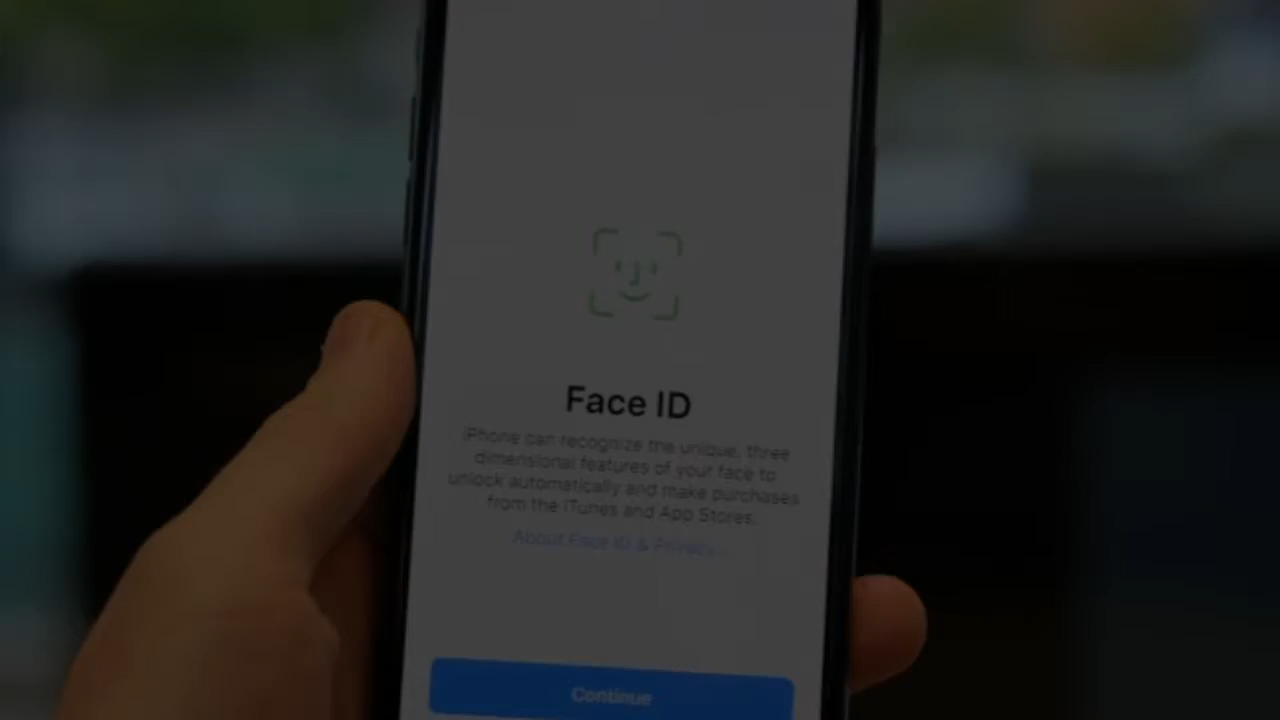 Face ID
iPhone can recognize the unique, three
dimensional features of your face to
unlock automatically and make purchases
from the iTunes and App Stores.
About Face ID & Privacy...
Continue